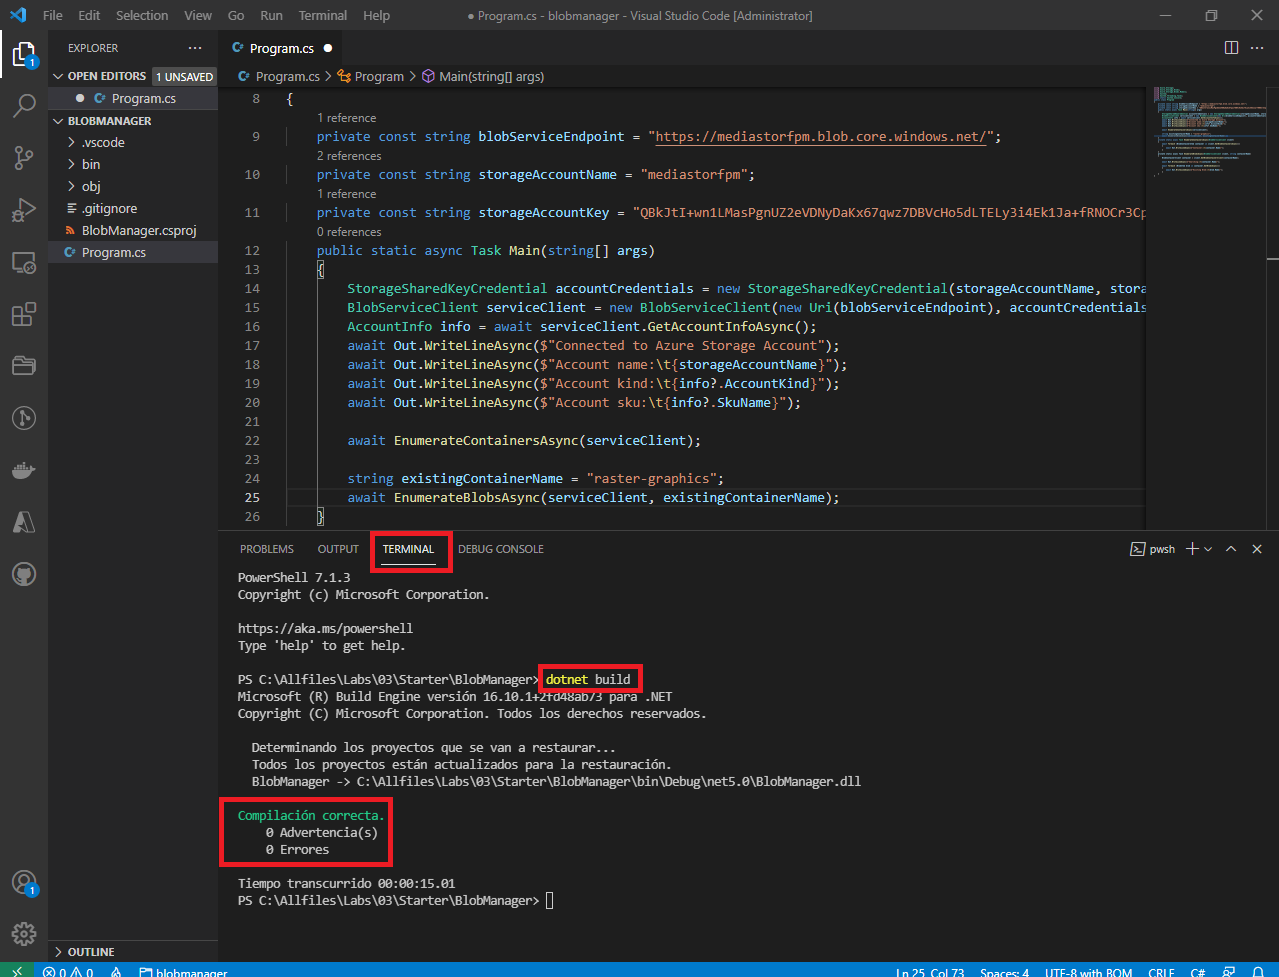 File Edit Selection View Go Run Terminal Help
● Program.cs - blobmanager - Visual Studio Code [Administrator]
EXPLORER
OPEN EDITORS 1 UNSAVED
Program.cs
BLOBMANAGER
.vscode
bin
obj
.gitignore
BlobManager.csproj
Program.cs
OUTLINE
1
1
Program.cs
Program.cs > Program > Main(string[] args)
8 {
1 reference
9 private const string blobServiceEndpoint = "https://mediastorfpm.blob.core.windows.net/";
2 references
10 private const string storageAccountName = "mediastorfpm";
1 reference
11 private const string storageAccountKey = "QBkJtI+wn1LMasPgnUZ2eVDNyDaKx67qwz7DBVcHo5dLTELy3i4Ek1Ja+fRNOCr3Cp
0 references
12 public static async Task Main(string[] args)
13 {
14 StorageSharedKeyCredential accountCredentials = new StorageSharedKeyCredential(storageAccountName, stora
15 BlobServiceClient serviceClient = new BlobServiceClient(new Uri(blobServiceEndpoint), accountCredentials
16 AccountInfo info = await serviceClient.GetAccountInfoAsync();
17 await Out.WriteLineAsync($"Connected to Azure Storage Account");
18 await Out.WriteLineAsync($"Account name:\t{storageAccountName}");
19 await Out.WriteLineAsync($"Account kind:\t{info?.AccountKind}");
20 await Out.WriteLineAsync($"Account sku:\t{info?.SkuName}");
21
22 await EnumerateContainersAsync(serviceClient);
23
24 string existingContainerName = "raster-graphics";
25 await EnumerateBlobsAsync(serviceClient, existingContainerName);
26 }
PROBLEMS OUTPUT TERMINAL DEBUG CONSOLE
pwsh
PowerShell 7.1.3
Copyright (c) Microsoft Corporation.
https://aka.ms/powershell
Type 'help' to get help.
PS C:\Allfiles\Labs\03\Starter\BlobManager> dotnet build
Microsoft (R) Build Engine versión 16.10.1+2fd48ab73 para .NET
Copyright (C) Microsoft Corporation. Todos los derechos reservados.
Determinando los proyectos que se van a restaurar...
Todos los proyectos están actualizados para la restauración.
BlobManager -> C:\Allfiles\Labs\03\Starter\BlobManager\bin\Debug\net5.0\BlobManager.dll
Compilación correcta.
0 Advertencia(s)
0 Errores
Tiempo transcurrido 00:00:15.01
PS C:\Allfiles\Labs\03\Starter\BlobManager>
0 0 blobmanager Ln 25, Col 73 Spaces: 4 UTF-8 with BOM CRLF C#